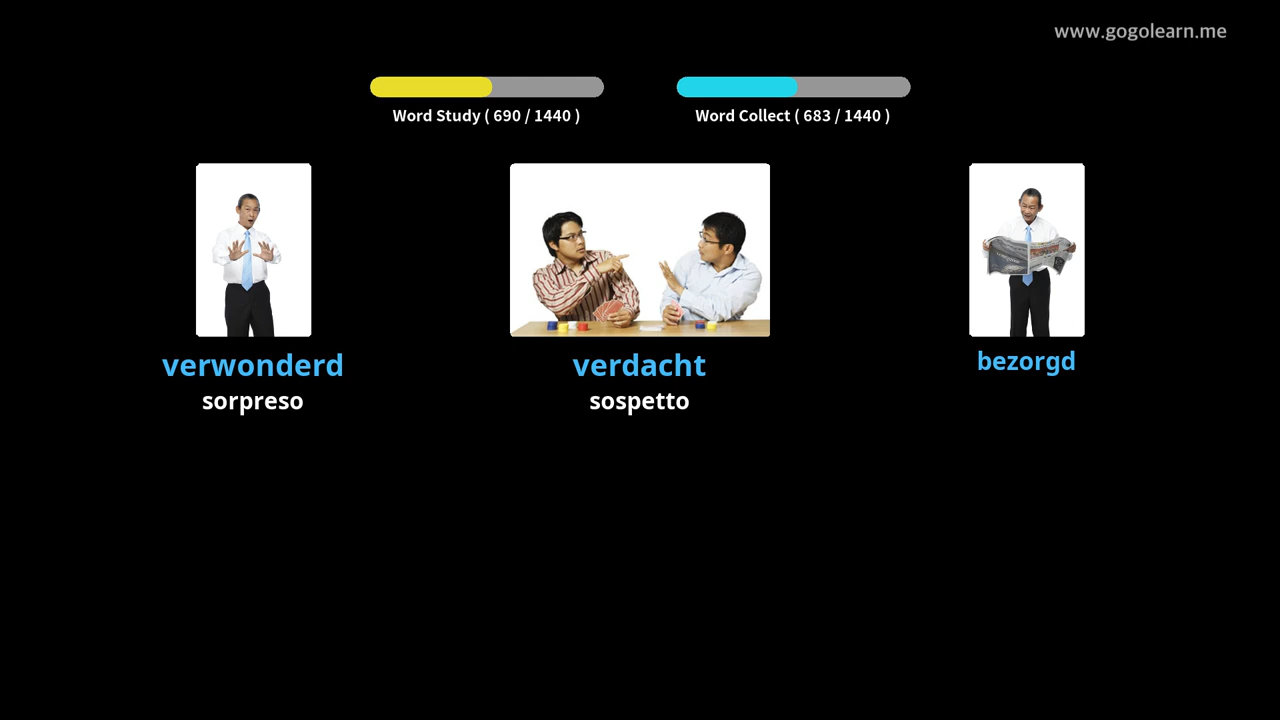 www.gogolearn.me
Word Study ( 690 / 1440 )
Word Collect ( 683 / 1440 )
verwonderd
sorpreso
verdacht
sospetto
bezorgd